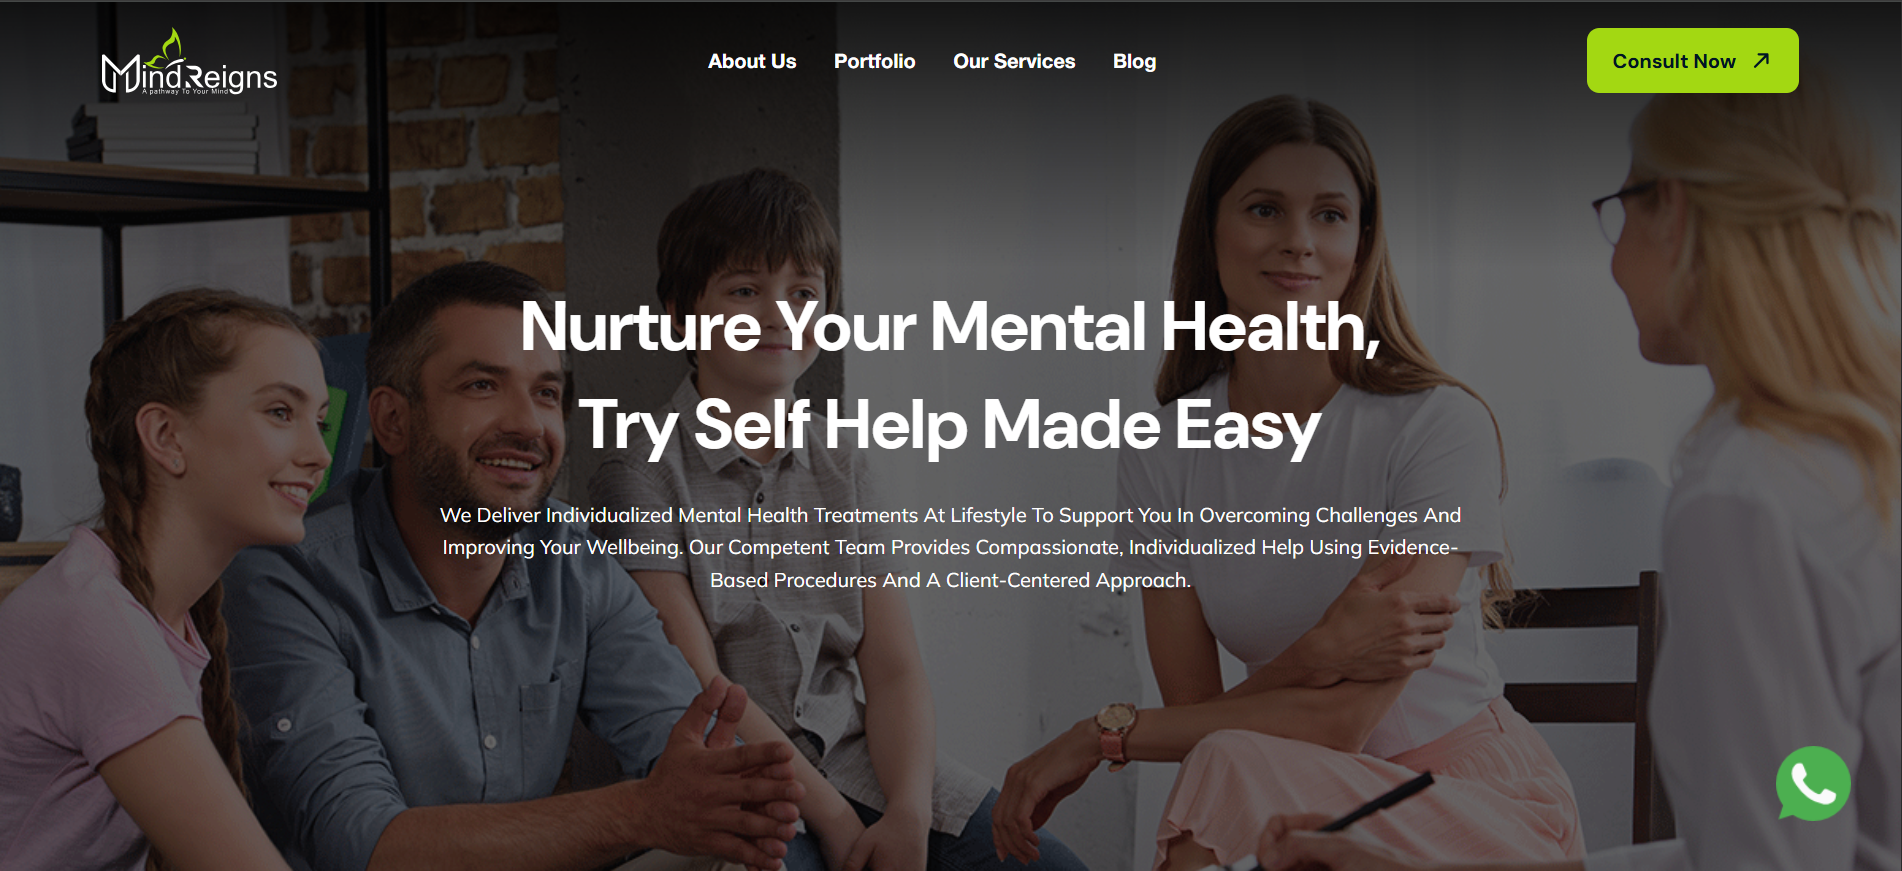 MindReigns
A pathway To Your Mind
About Us
Portfolio
Our Services
Blog
Consult Now
Nurture Your Mental Health,
Try Self Help Made Easy
We Deliver Individualized Mental Health Treatments At Lifestyle To Support You In Overcoming Challenges And
Improving Your Wellbeing. Our Competent Team Provides Compassionate, Individualized Help Using Evidence-
Based Procedures And A Client-Centered Approach.